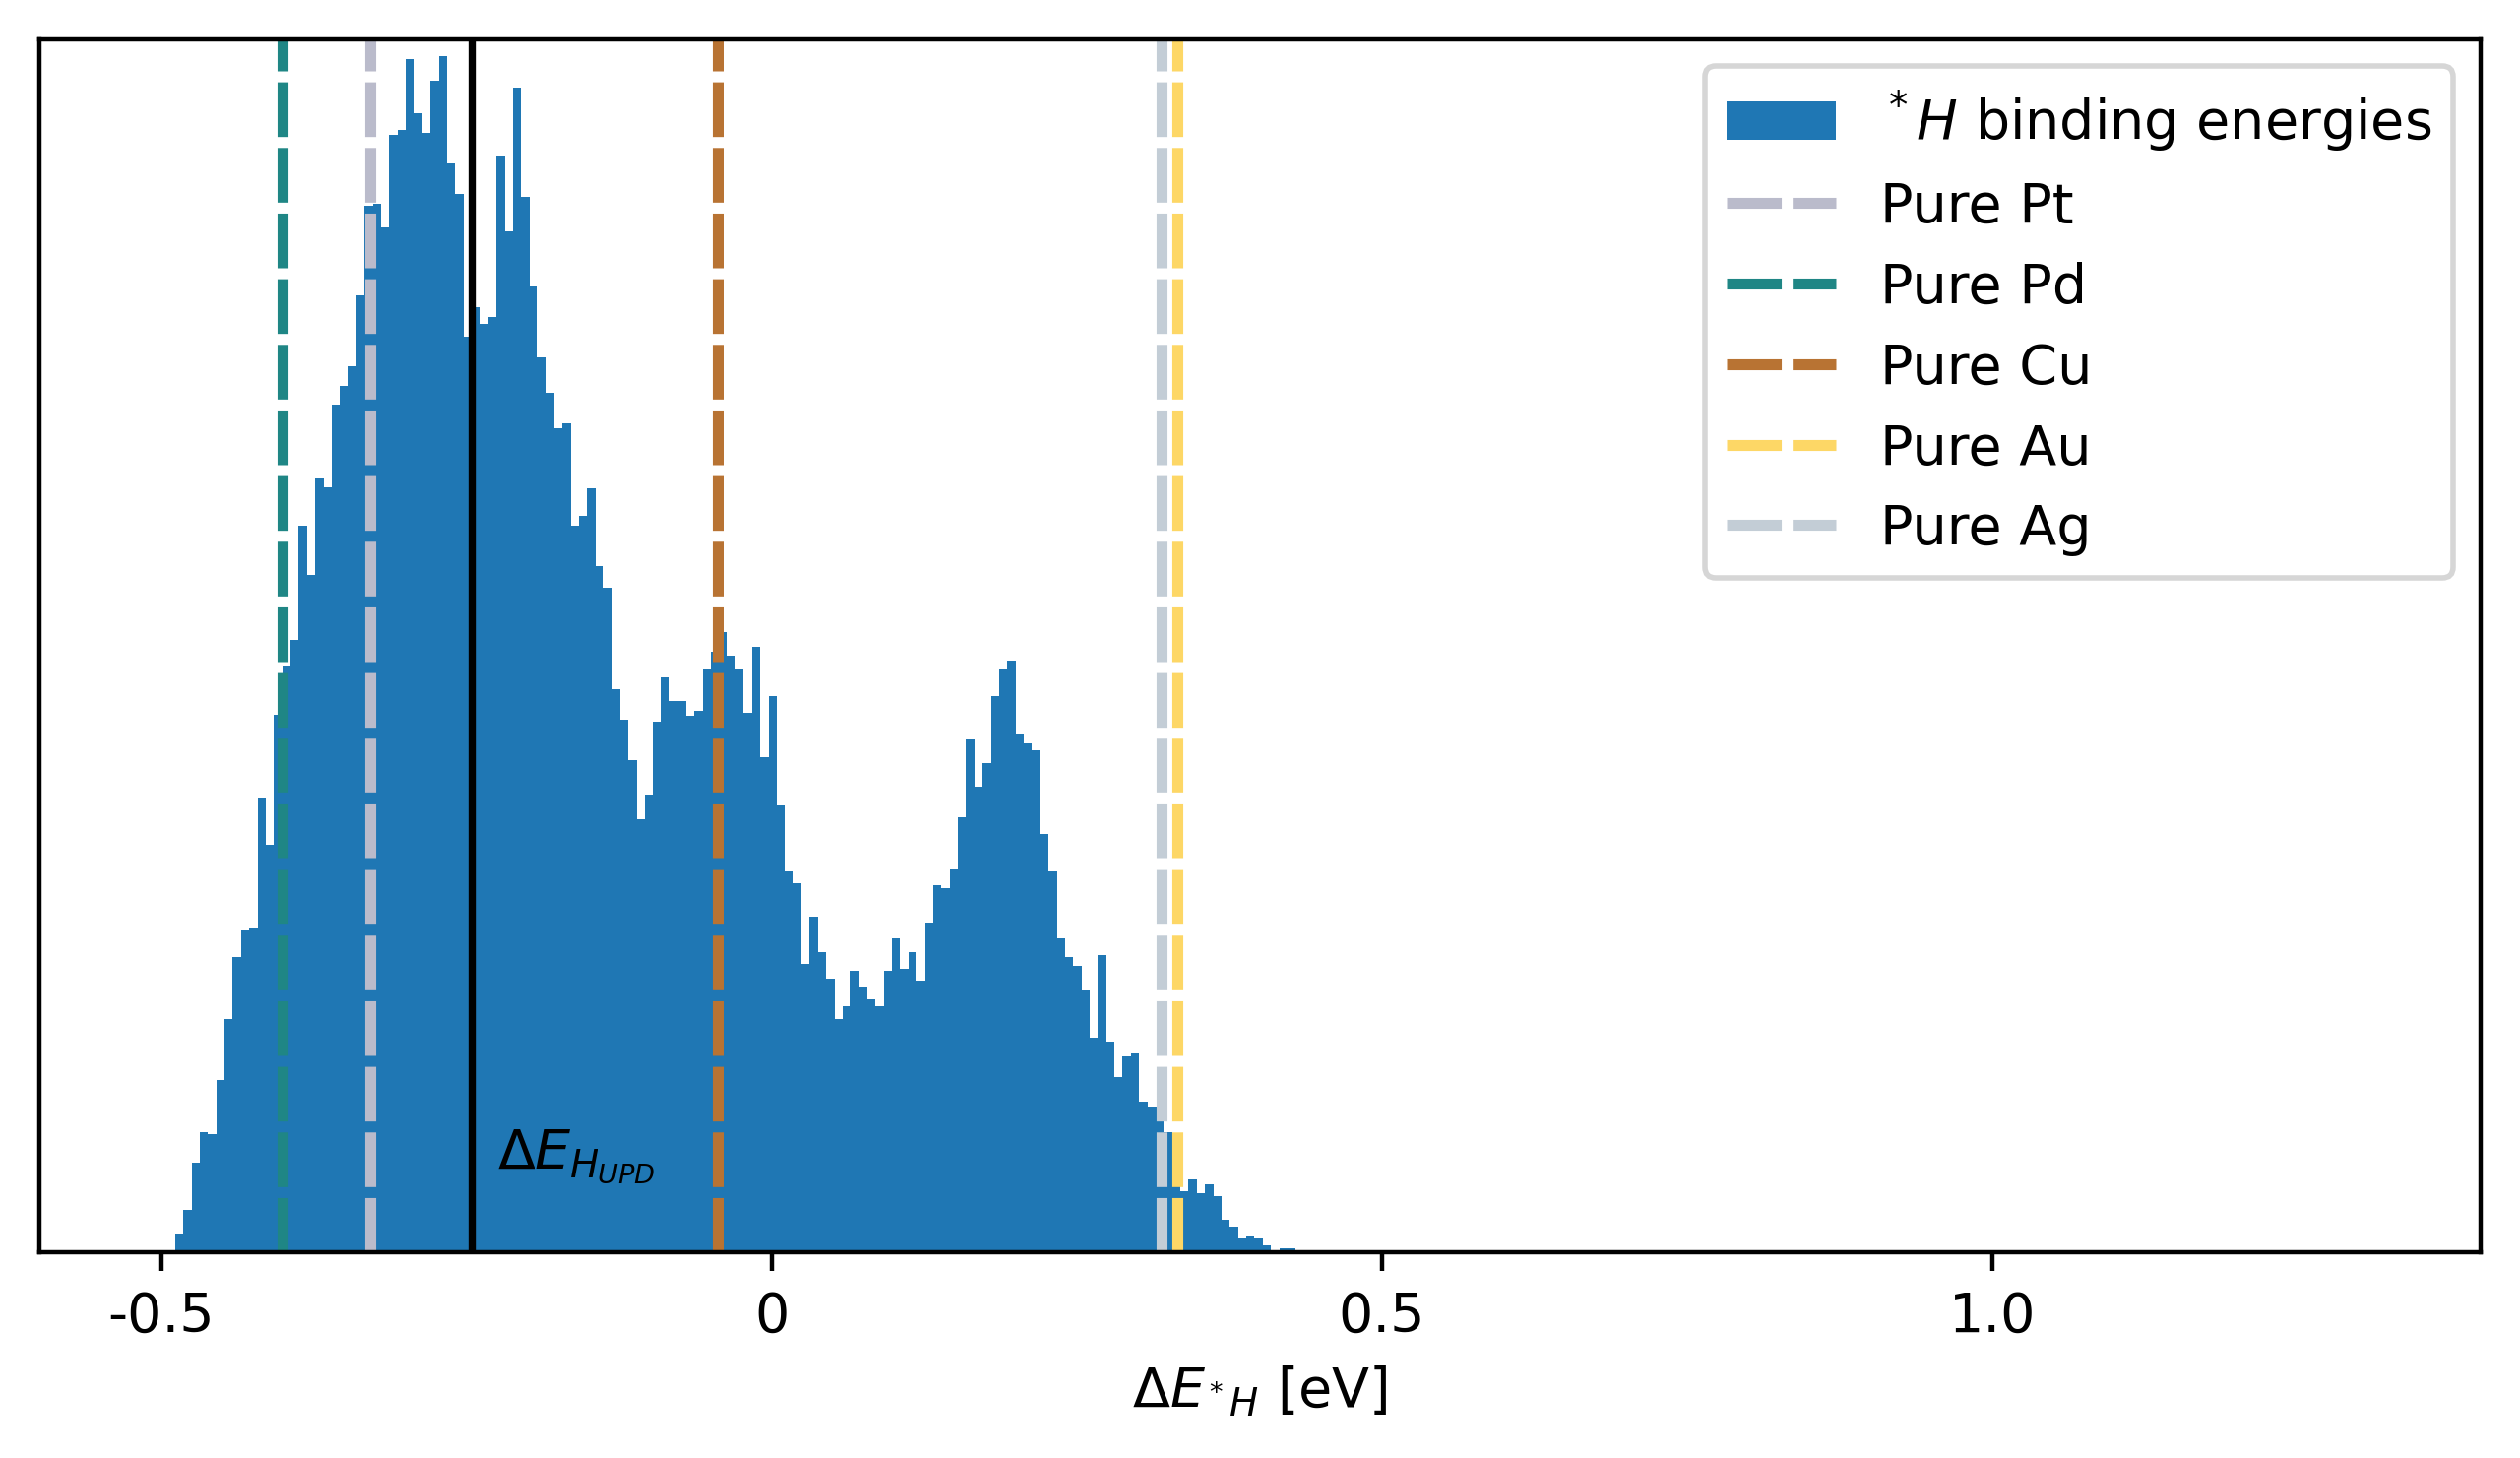 *H binding energies
Pure Pt
Pure Pd
Pure Cu
Pure Au
Pure Ag
ΔE_{H_{UPD}}
-0.5 0 0.5 1.0
ΔE_{*H} [eV]